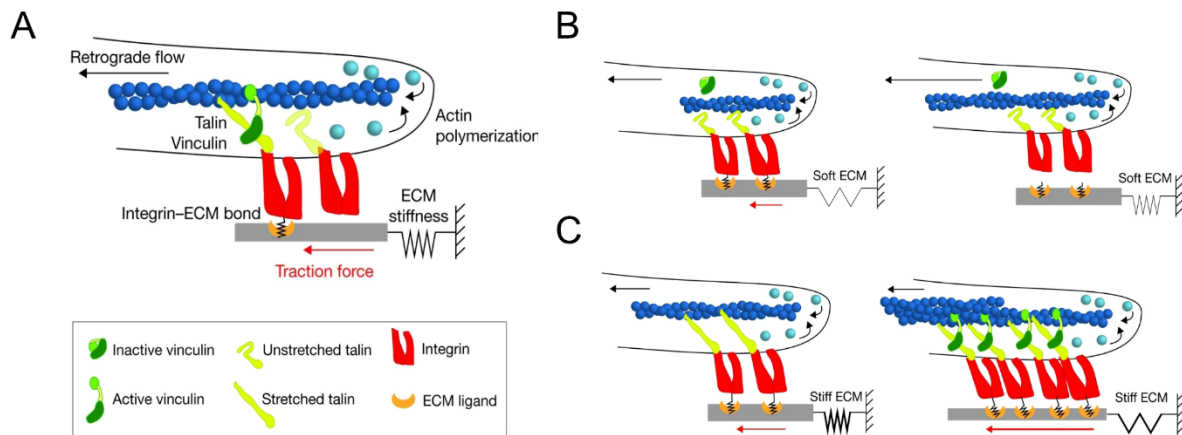 A
Retrograde flow
Talin
Vinculin
Actin
polymerization
Integrin–ECM bond
ECM
stiffness
Traction force
Inactive vinculin
Unstretched talin
Integrin
Active vinculin
Stretched talin
ECM ligand
B
Soft ECM
Soft ECM
C
Stiff ECM
Stiff ECM